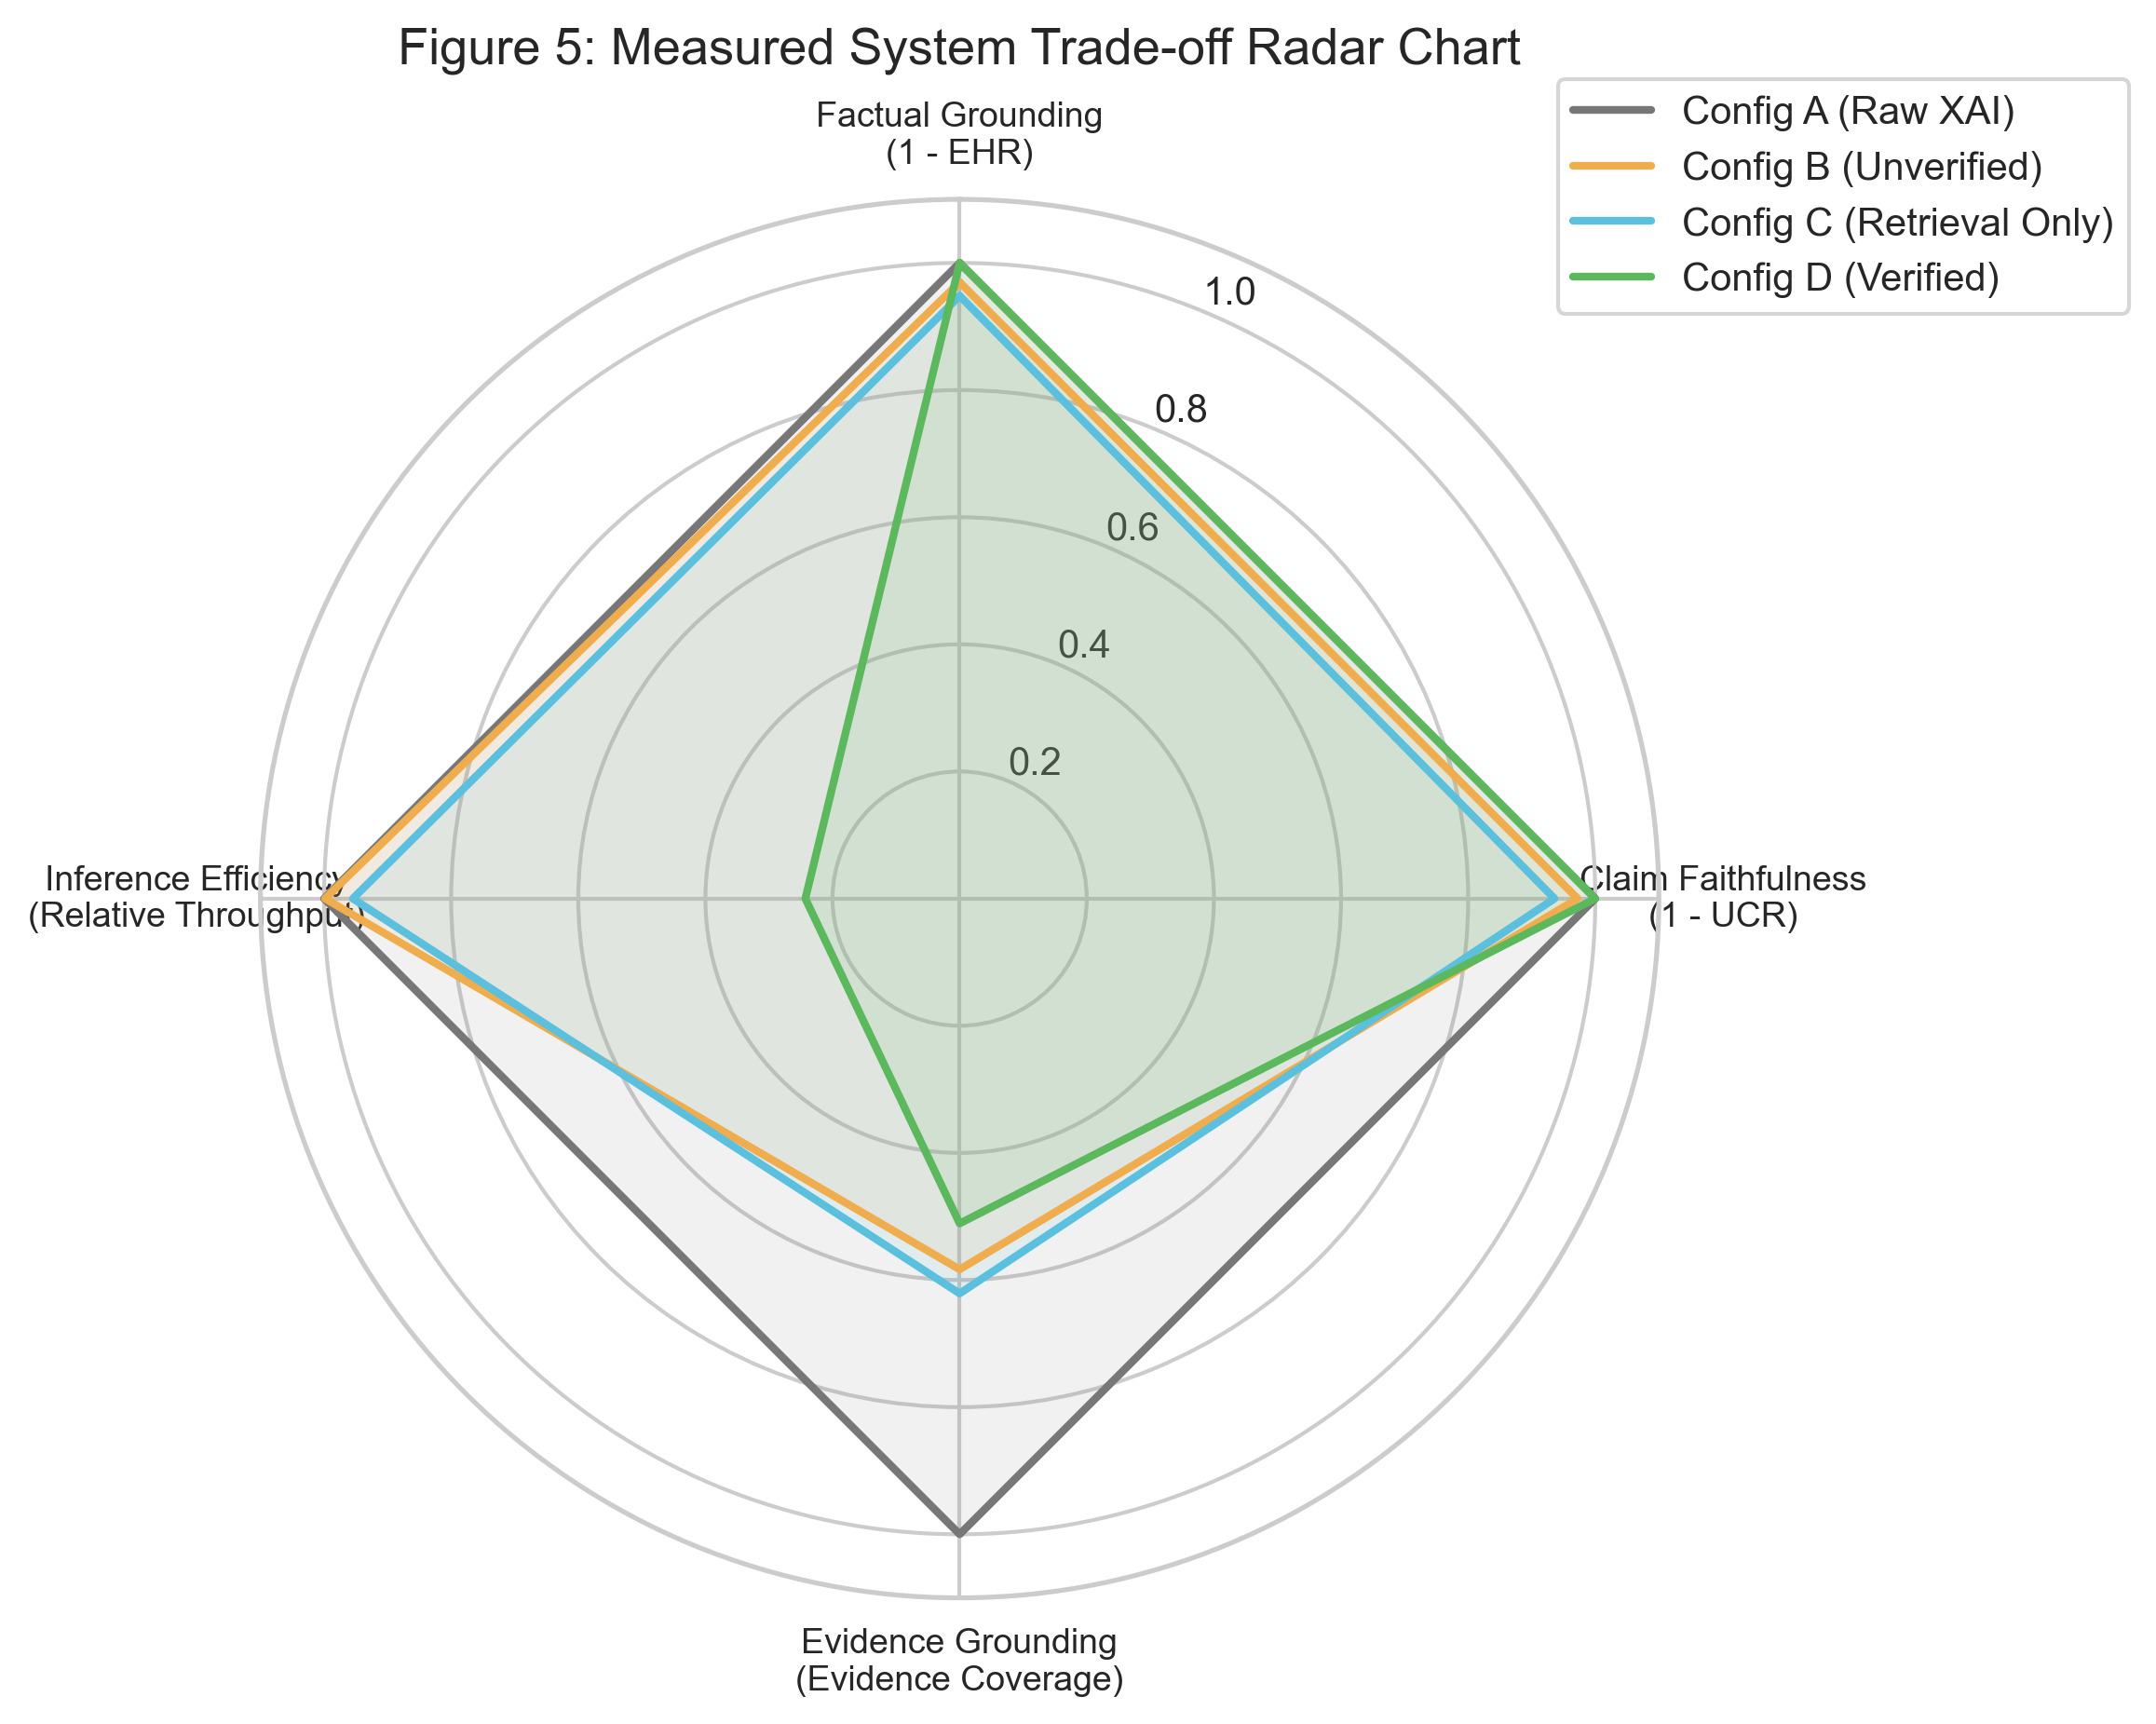 Figure 5: Measured System Trade-off Radar Chart
Factual Grounding
(1 - EHR)
Config A (Raw XAI)
Config B (Unverified)
Config C (Retrieval Only)
Config D (Verified)
1.0
0.8
0.6
0.4
0.2
Inference Efficiency
(Relative Throughput)
Claim Faithfulness
(1 - UCR)
Evidence Grounding
(Evidence Coverage)